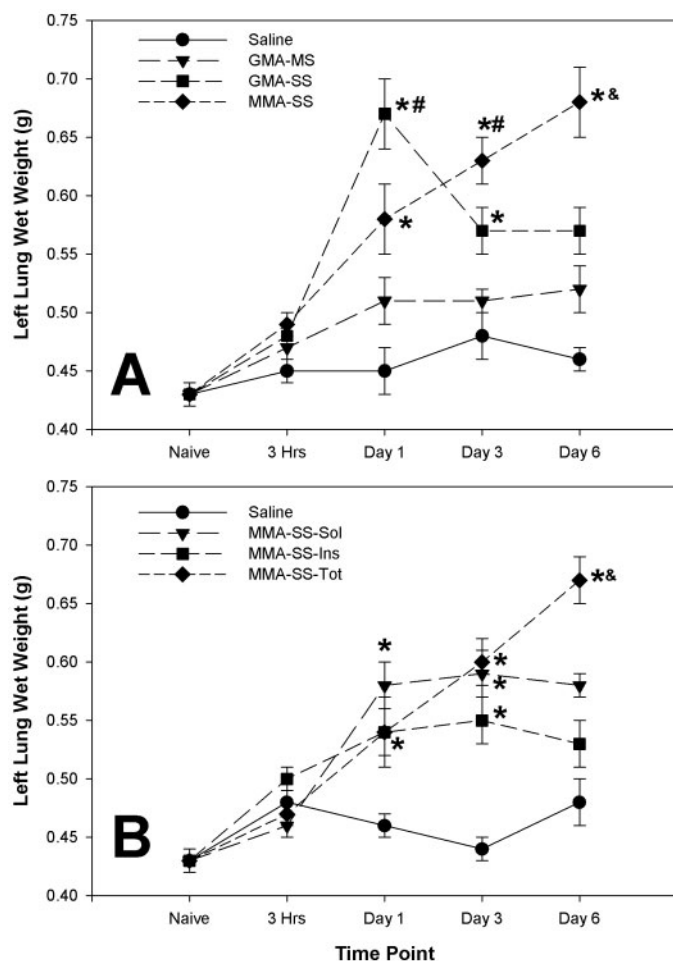 0.75
Saline
GMA-MS
GMA-SS
MMA-SS
0.70
*#
*&
*#
0.65
0.60
*
*
0.55
0.50
0.45
0.40
Left Lung Wet Weight (g)
A
Naive 3 Hrs Day 1 Day 3 Day 6
0.75
Saline
MMA-SS-Sol
MMA-SS-Ins
MMA-SS-Tot
0.70
*&
0.65
*
0.60
*
*
0.55
*
*
0.50
0.45
0.40
Left Lung Wet Weight (g)
B
Naive 3 Hrs Day 1 Day 3 Day 6
Time Point